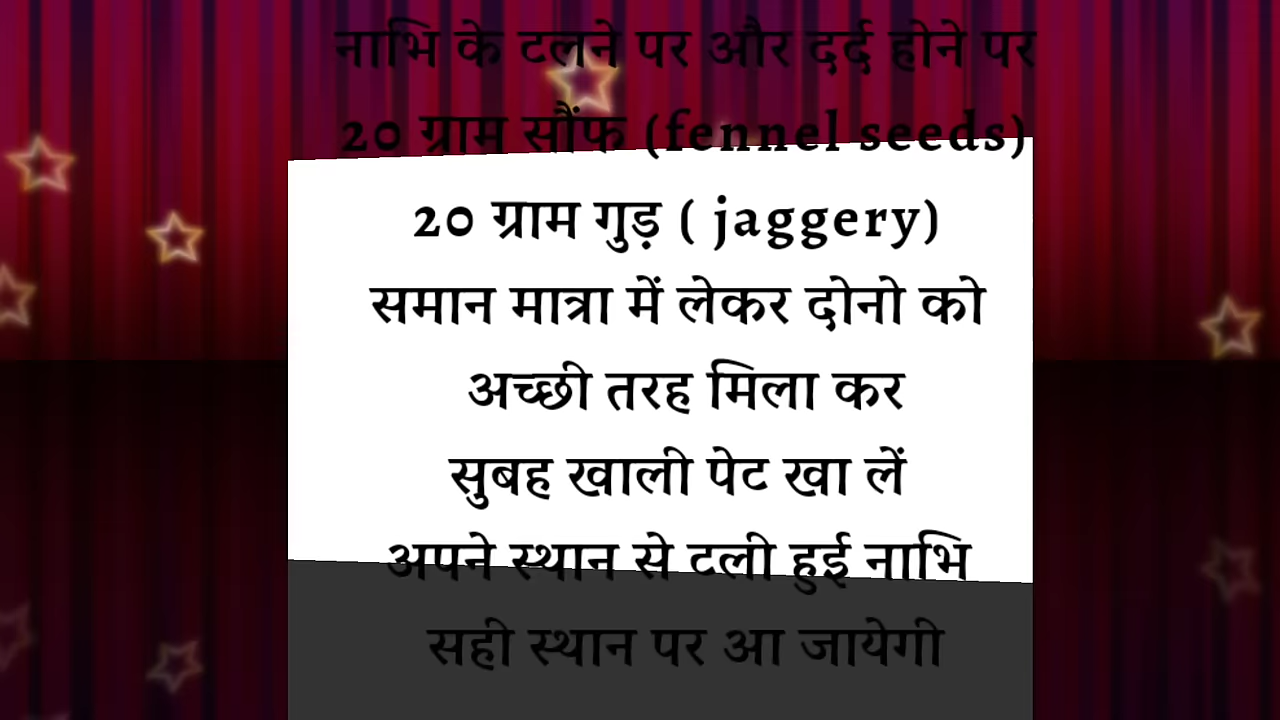 नाभि के टलने पर और दर्द होने पर
20 ग्राम सौंफ (fennel seeds)
20 ग्राम गुड़ ( jaggery)
समान मात्रा में लेकर दोनो को
अच्छी तरह मिला कर
सुबह खाली पेट खा लें
अपने स्थान से टली हुई नाभि
सही स्थान पर आ जायेगी